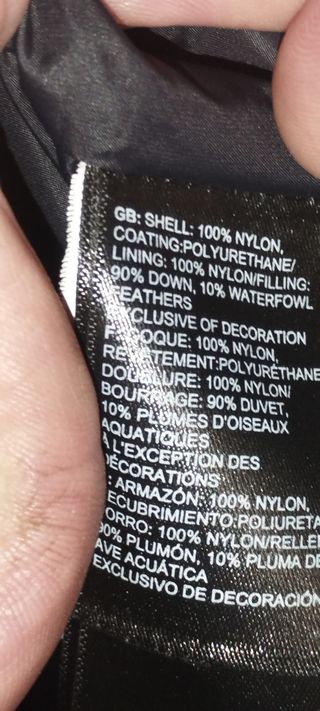 GB: SHELL: 100% NYLON,
COATING:POLYURETHANE/
LINING: 100% NYLON/FILLING:
90% DOWN, 10% WATERFOWL
FEATHERS
EXCLUSIVE OF DECORATION
COQUE: 100% NYLON,
REVÊTEMENT:POLYURÉTHANE
DOUBLURE: 100% NYLON/
BOURRAGE: 90% DUVET,
10% PLUMES D'OISEAUX
AQUATIQUES
À L'EXCEPTION DES
DÉCORATIONS
: ARMAZÓN: 100% NYLON,
ECUBRIMIENTO:POLIURETA
ORRO: 100% NYLON/RELLE
90% PLUMÓN, 10% PLUMA DE
AVE ACUÁTICA
EXCLUSIVO DE DECORACIÓN